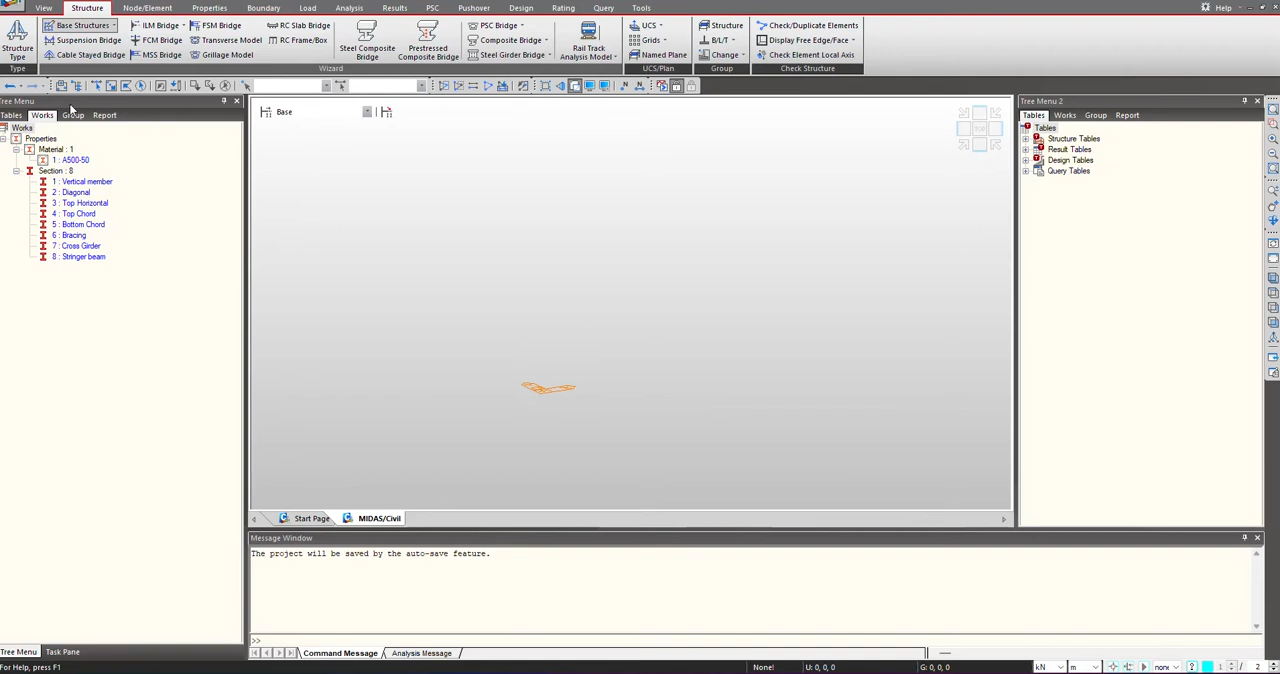 View Structure Node/Element Properties Boundary Load Analysis Results Pushover PSC Design Rating Query Tools Help
Structure Type
Type
Base Structures
Suspension Bridge
Cable Stayed Bridge
ILM Bridge
FCM Bridge
MSS Bridge
FSM Bridge
Transverse Model
Grillage Model
RC Slab Bridge
RC Frame/Box
Steel Composite Bridge
Prestressed Composite Bridge
PSC Bridge
Composite Bridge
Steel Girder Bridge
Rail Track Analysis Model
Wizard
UCS
Grids
Named Plane
UCS/Plan
Structure
B/L/T
Change
Group
Check/Duplicate Elements
Display Free Edge/Face
Check Element Local Axis
Check Structure
Tree Menu
Tables Works Group Report
Works
Properties
Material : 1
1 : A500-50
Section : 8
1 : Vertical member
2 : Diagonal
3 : Top Horizontal
4 : Top Chord
5 : Bottom Chord
6 : Bracing
7 : Cross Girder
8 : Stringer beam
Base
TOP
Tree Menu 2
Tables Works Group Report
Tables
Structure Tables
Result Tables
Design Tables
Query Tables
Start Page MIDAS/Civil
Message Window
The project will be saved by the auto-save feature.
>>
Command Message Analysis Message
Tree Menu Task Pane
For Help, press F1
None! U: 0, 0, 0 G: 0, 0, 0 kN m none 1 / 2